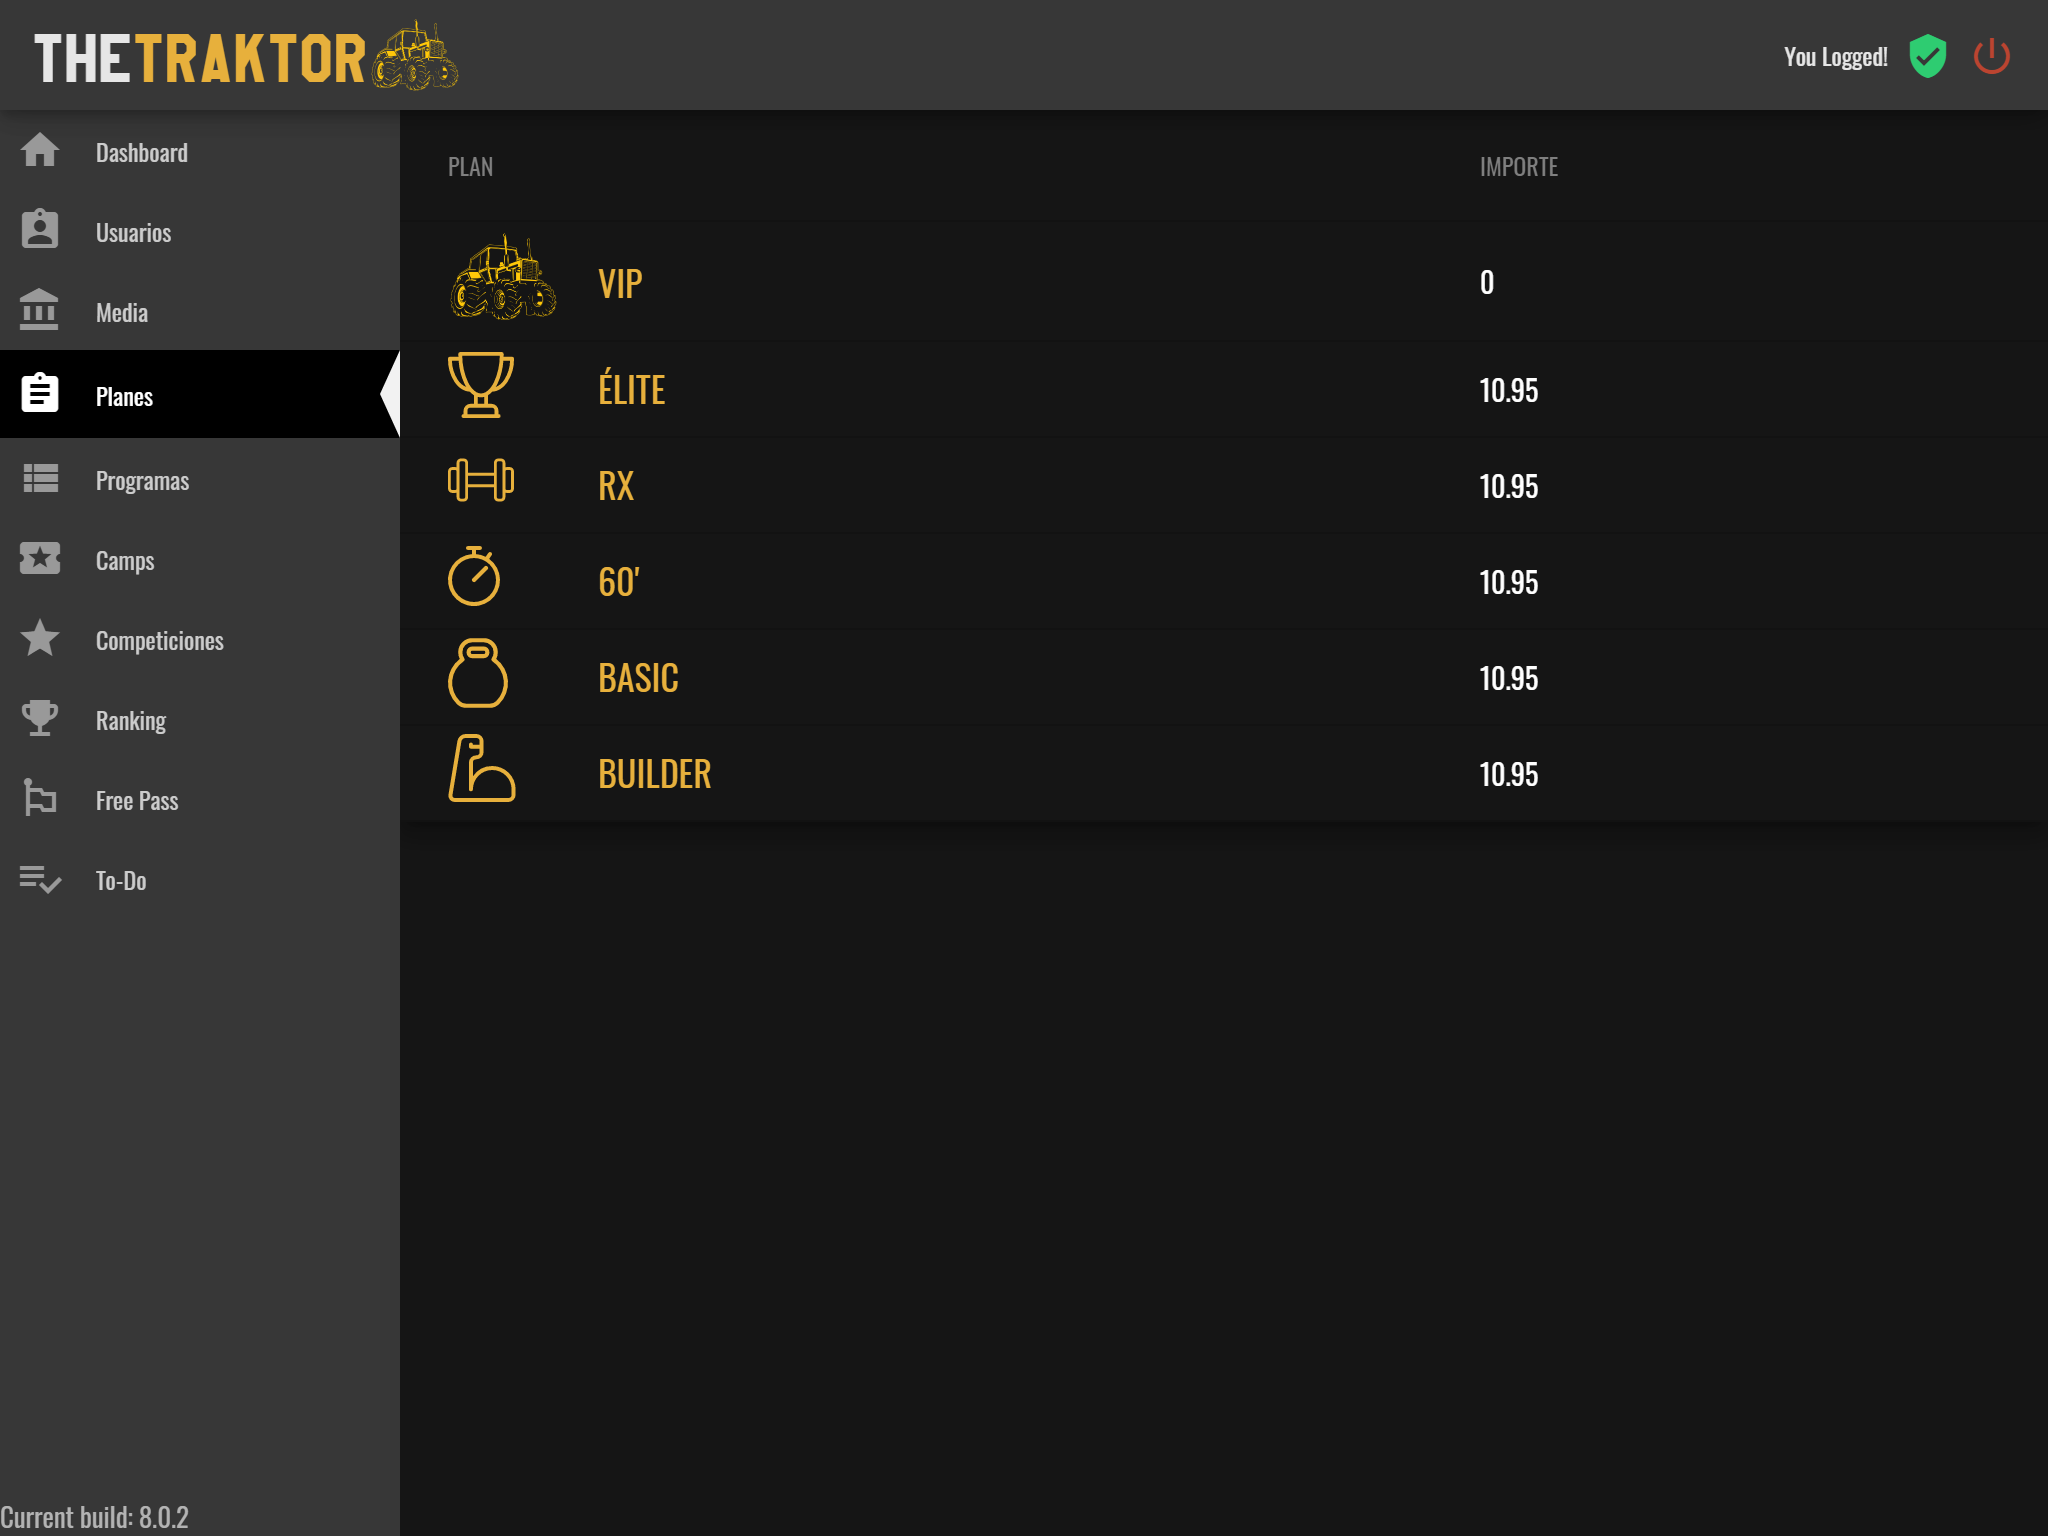 THETRAKTOR
You Logged!
Dashboard
Usuarios
Media
Planes
Programas
Camps
Competiciones
Ranking
Free Pass
To-Do
Current build: 8.0.2
PLAN IMPORTE
VIP 0
ÉLITE 10.95
RX 10.95
60' 10.95
BASIC 10.95
BUILDER 10.95